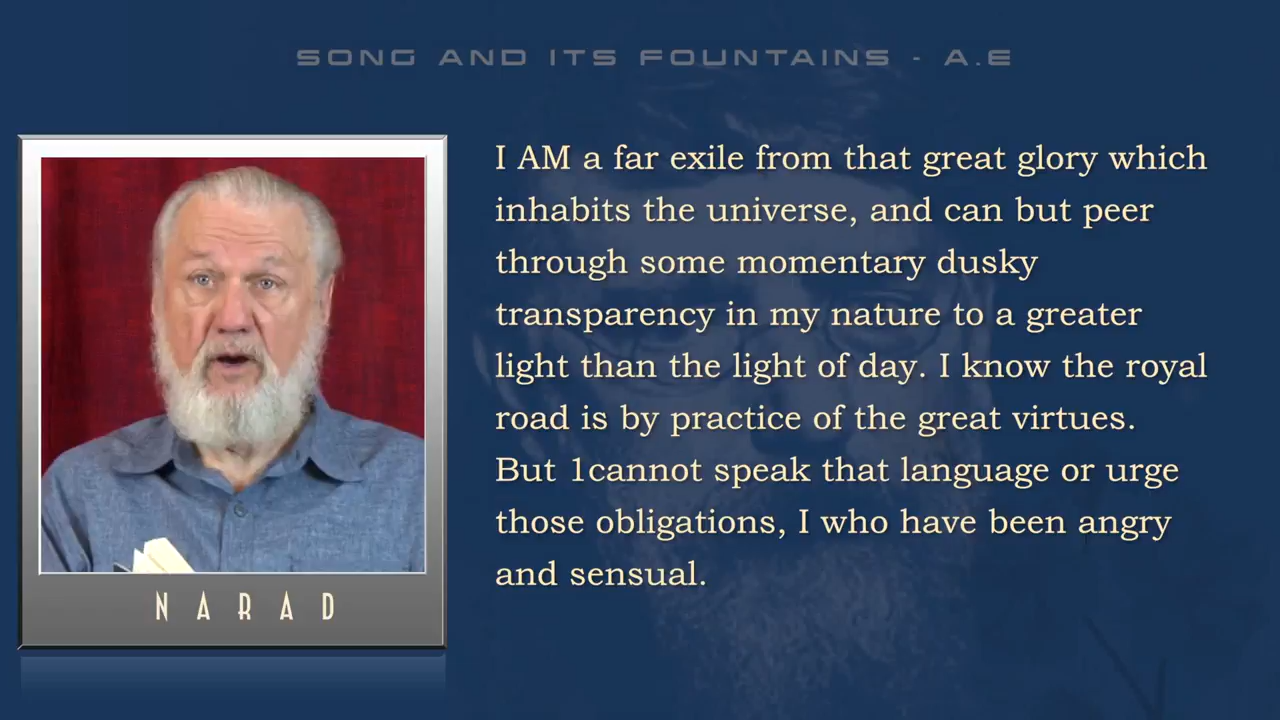 SONG AND ITS FOUNTAINS - A.E
I AM a far exile from that great glory which
inhabits the universe, and can but peer
through some momentary dusky
transparency in my nature to a greater
light than the light of day. I know the royal
road is by practice of the great virtues.
But 1cannot speak that language or urge
those obligations, I who have been angry
and sensual.
NARAD